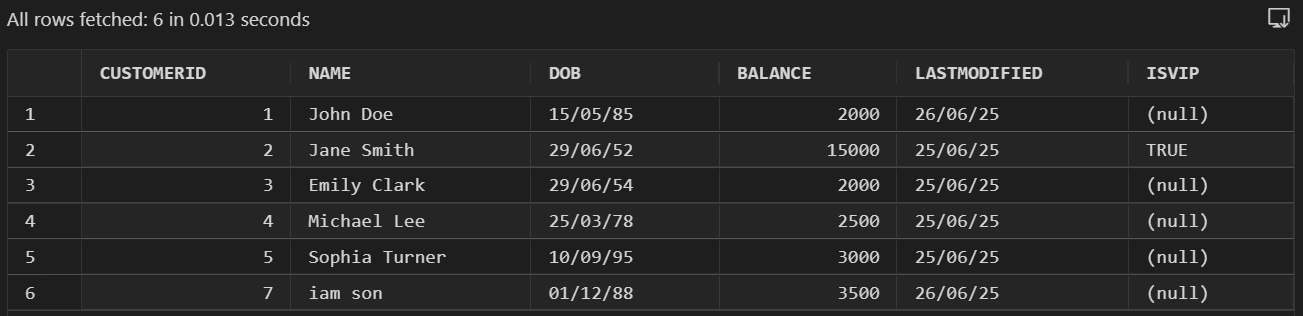 All rows fetched: 6 in 0.013 seconds
CUSTOMERID NAME DOB BALANCE LASTMODIFIED ISVIP
1 1 John Doe 15/05/85 2000 26/06/25 (null)
2 2 Jane Smith 29/06/52 15000 25/06/25 TRUE
3 3 Emily Clark 29/06/54 2000 25/06/25 (null)
4 4 Michael Lee 25/03/78 2500 25/06/25 (null)
5 5 Sophia Turner 10/09/95 3000 25/06/25 (null)
6 7 iam son 01/12/88 3500 26/06/25 (null)